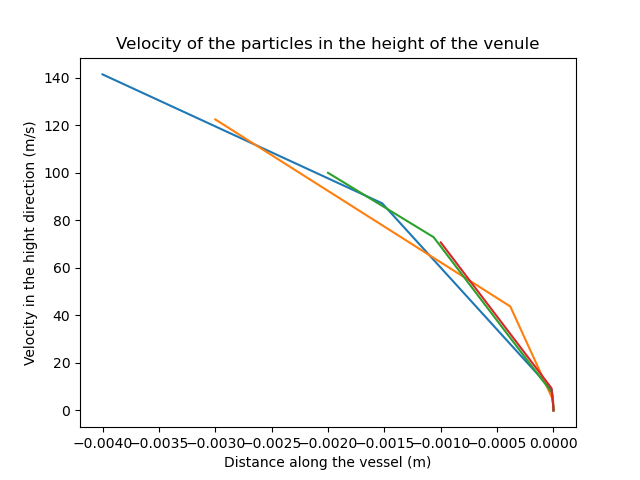 Velocity of the particles in the height of the venule
140
120
100
80
60
40
20
0
Velocity in the hight direction (m/s)
−0.0040 −0.0035 −0.0030 −0.0025 −0.0020 −0.0015 −0.0010 −0.0005 0.0000
Distance along the vessel (m)